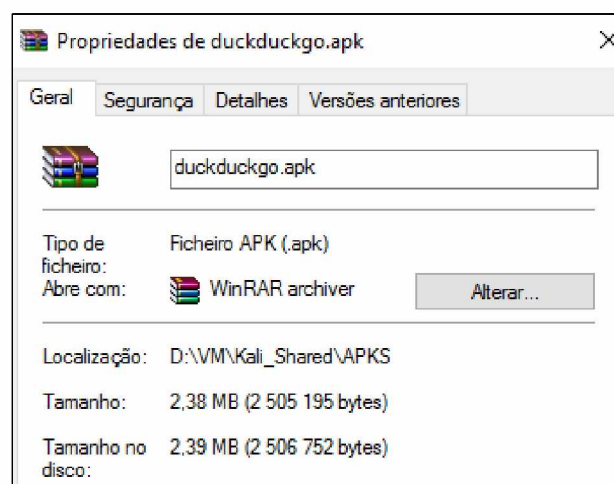 Propriedades de duckduckgo.apk
Geral Segurança Detalhes Versões anteriores
duckduckgo.apk
Tipo de ficheiro: Ficheiro APK (.apk)
Abre com: WinRAR archiver Alterar...
Localização: D:\VM\Kali_Shared\APKS
Tamanho: 2,38 MB (2 505 195 bytes)
Tamanho no disco: 2,39 MB (2 506 752 bytes)